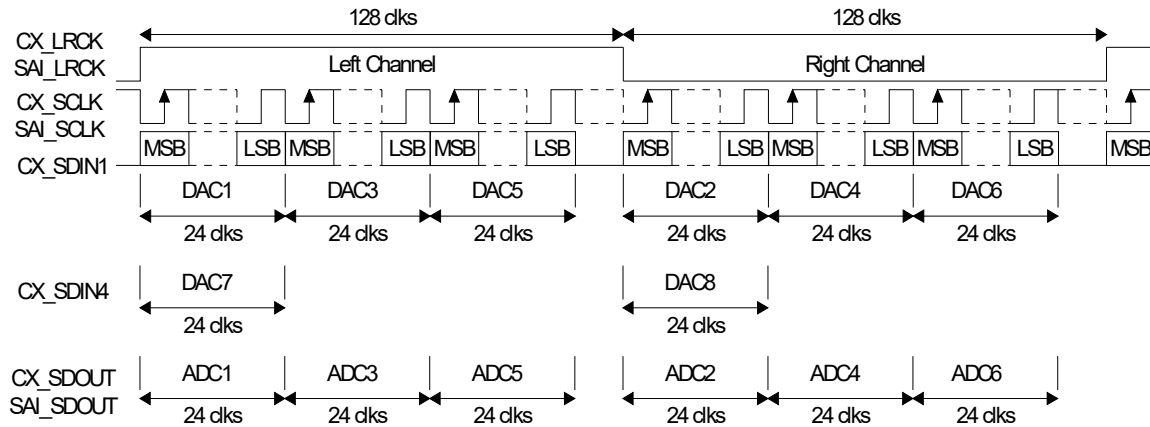 128 clks 128 clks
CX_LRCK
SAI_LRCK Left Channel Right Channel
CX_SCLK
SAI_SCLK
MSB LSB MSB LSB MSB LSB MSB LSB MSB LSB MSB LSB MSB
CX_SDIN1
DAC1 DAC3 DAC5 DAC2 DAC4 DAC6
24 clks 24 clks 24 clks 24 clks 24 clks 24 clks
DAC7 DAC8
CX_SDIN4
24 clks 24 clks
CX_SDOUT ADC1 ADC3 ADC5 ADC2 ADC4 ADC6
SAI_SDOUT 24 clks 24 clks 24 clks 24 clks 24 clks 24 clks